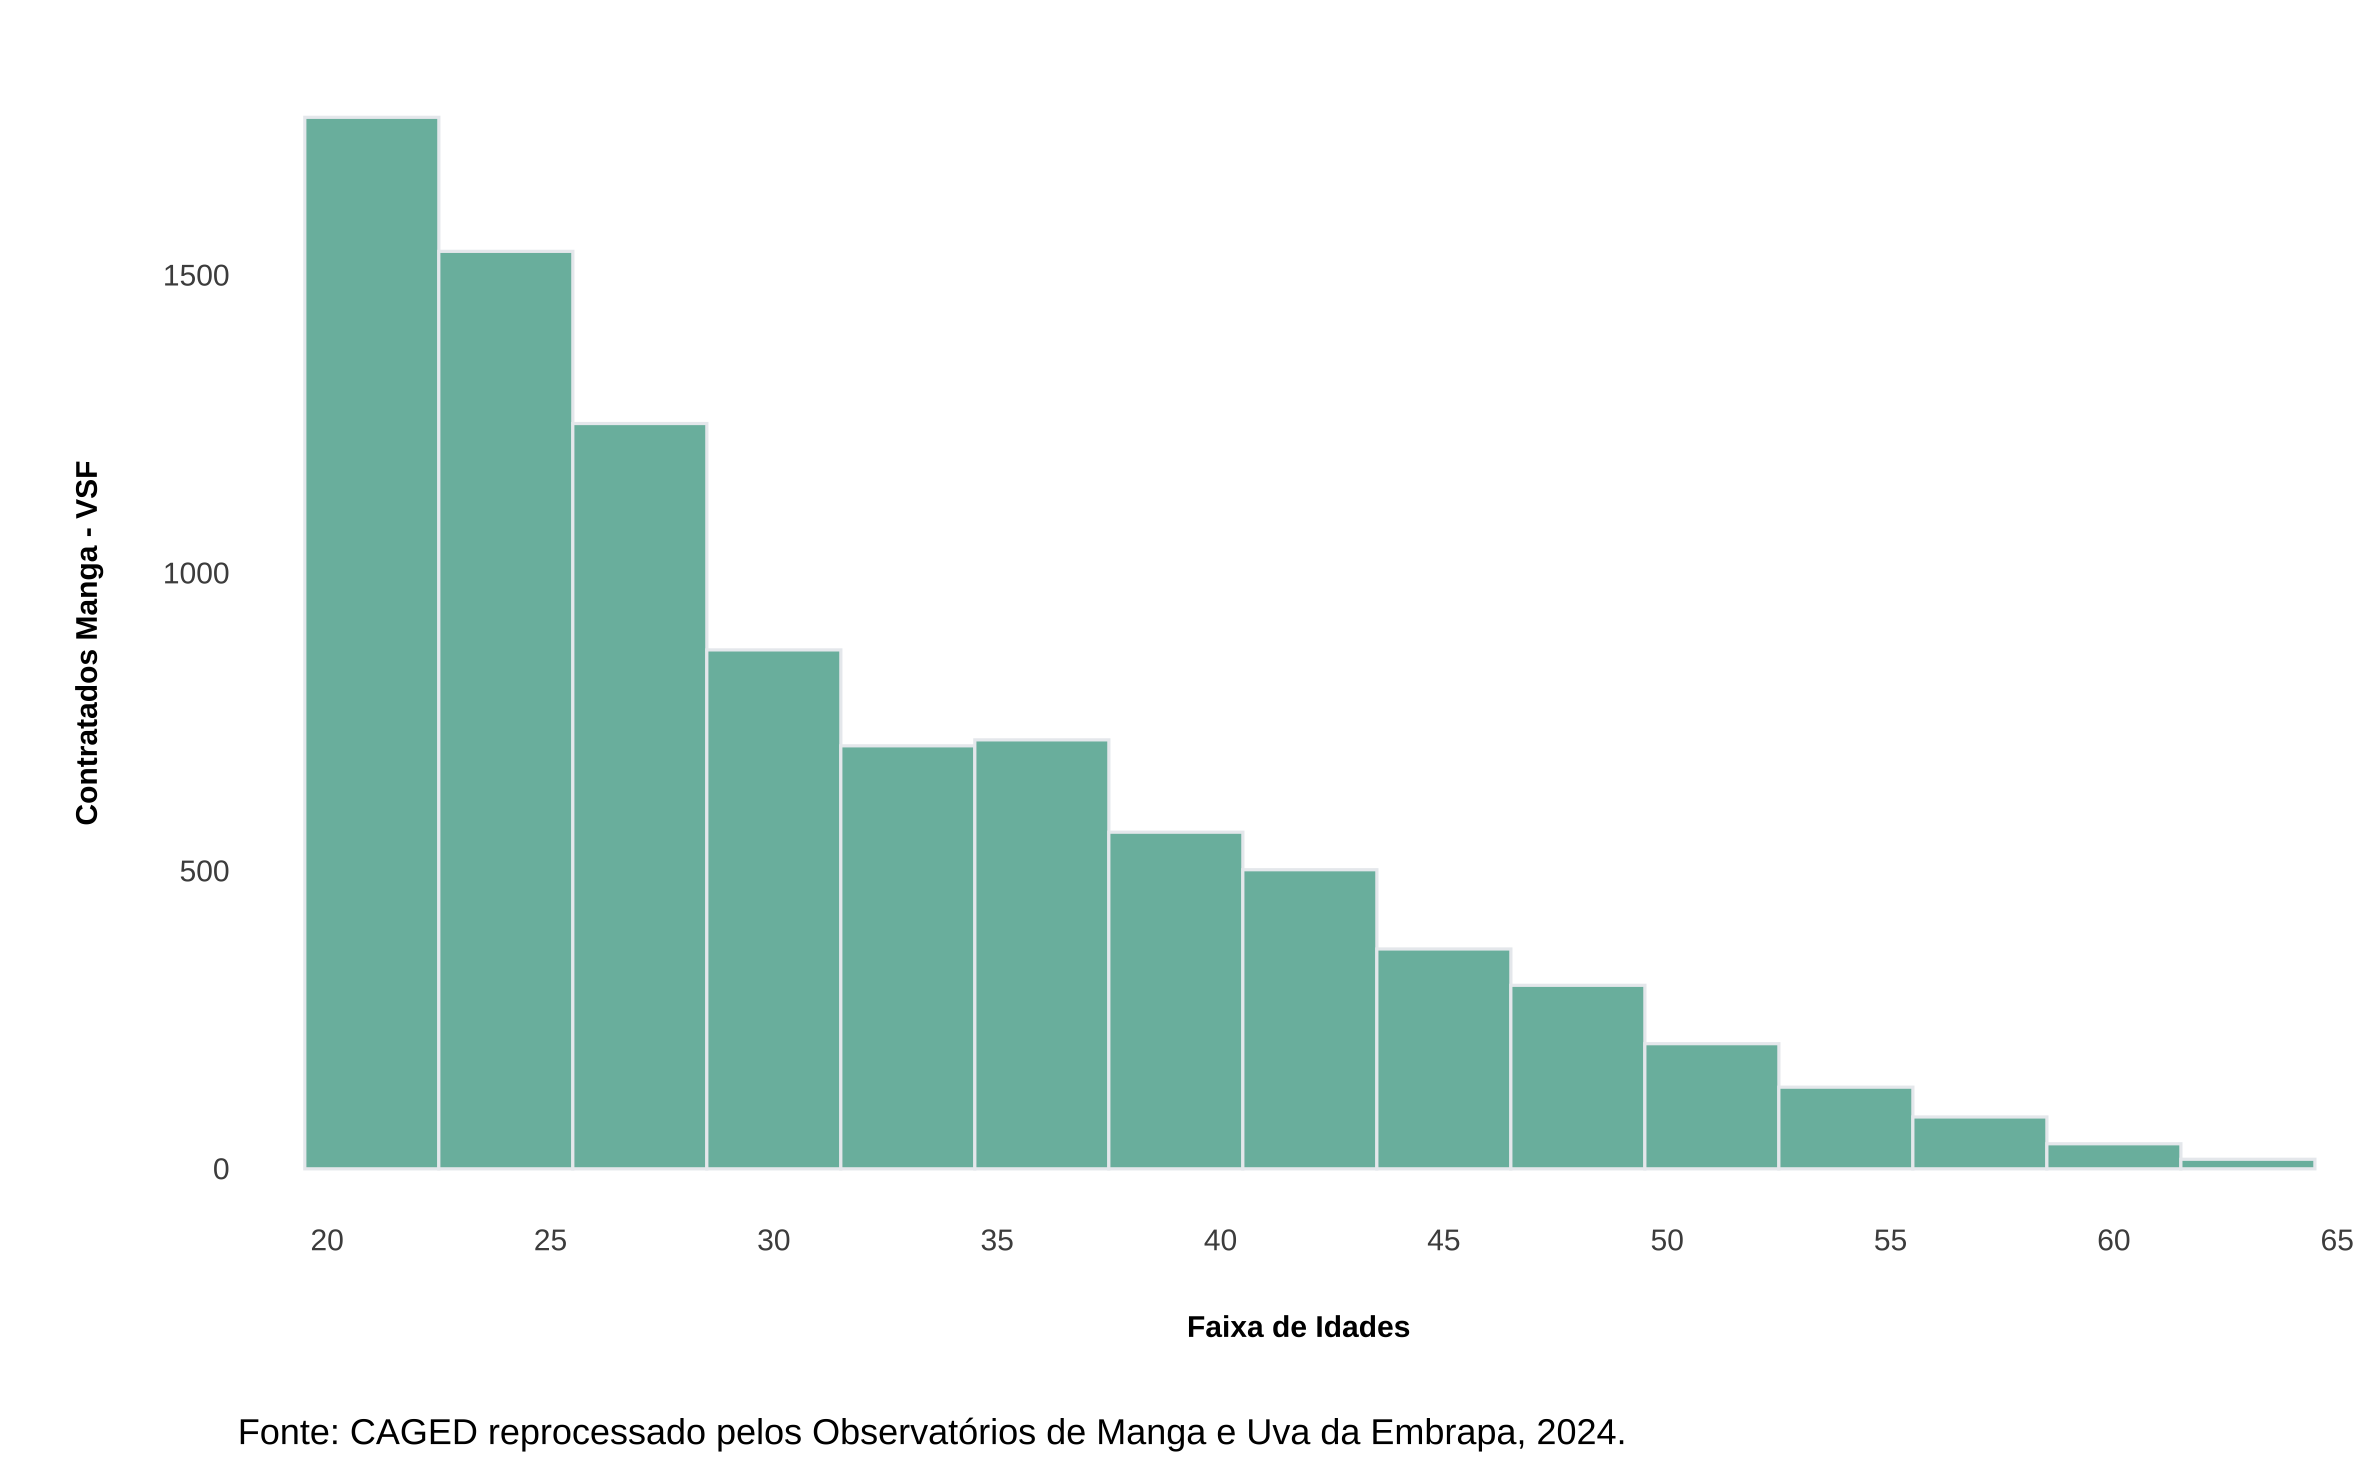 Contratados Manga - VSF
1500
1000
500
0
20 25 30 35 40 45 50 55 60 65
Faixa de Idades
Fonte: CAGED reprocessado pelos Observatórios de Manga e Uva da Embrapa, 2024.